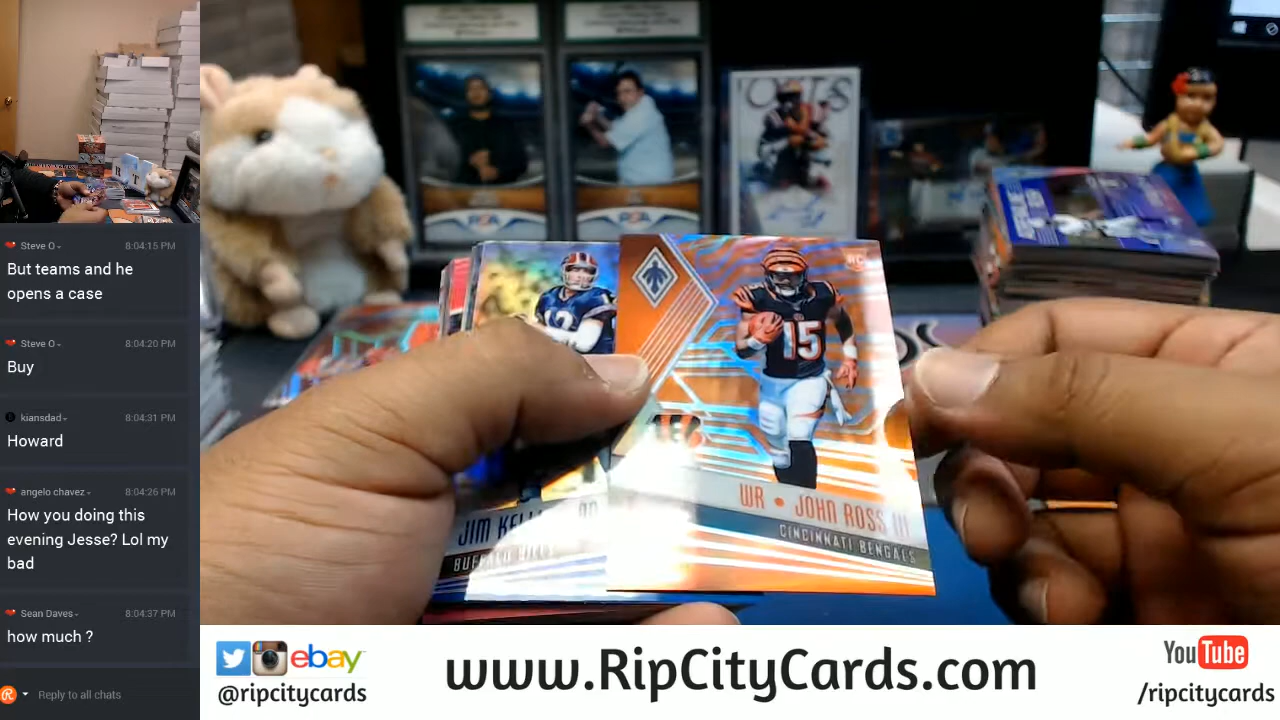 Steve O
8:04:15 PM
But teams and he
opens a case
Steve O
8:04:20 PM
Buy
kiansdad
8:04:31 PM
Howard
angelo chavez
8:04:26 PM
How you doing this
evening Jesse? Lol my
bad
Sean Daves
8:04:37 PM
how much ?
Reply to all chats
RC
15
12
WR • JOHN ROSS III
CINCINNATI BENGALS
JIM
BUFFALO BILLS
ebay
@ripcitycards
www.RipCityCards.com
YouTube
/ripcitycards